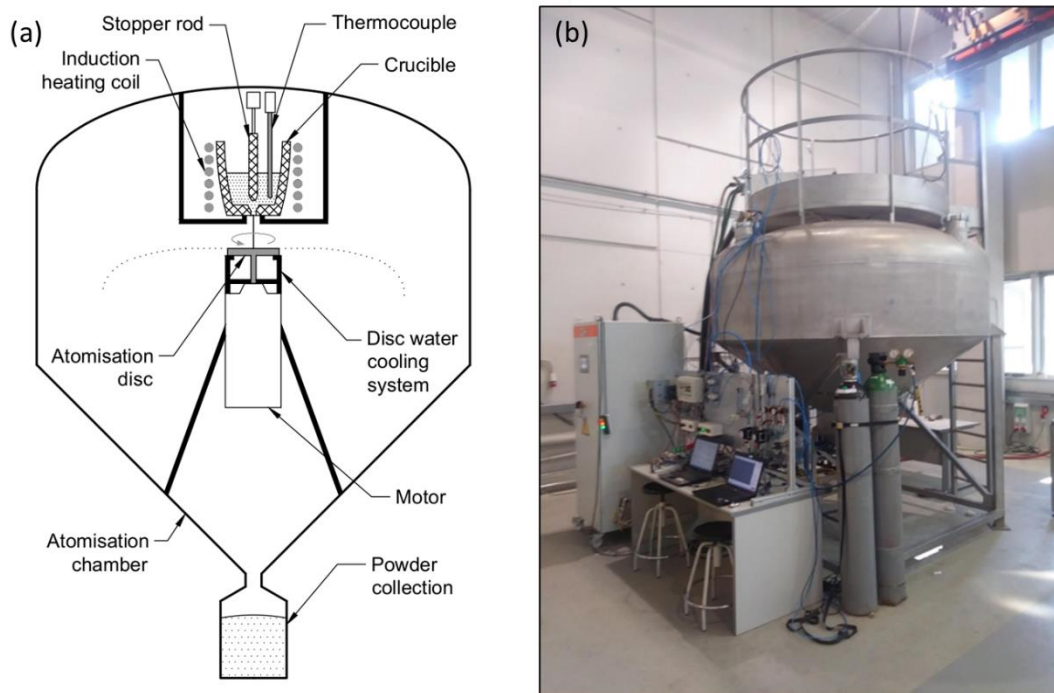 (a)
Stopper rod
Thermocouple
Induction
heating coil
Crucible
Atomisation
disc
Disc water
cooling
system
Motor
Atomisation
chamber
Powder
collection
(b)